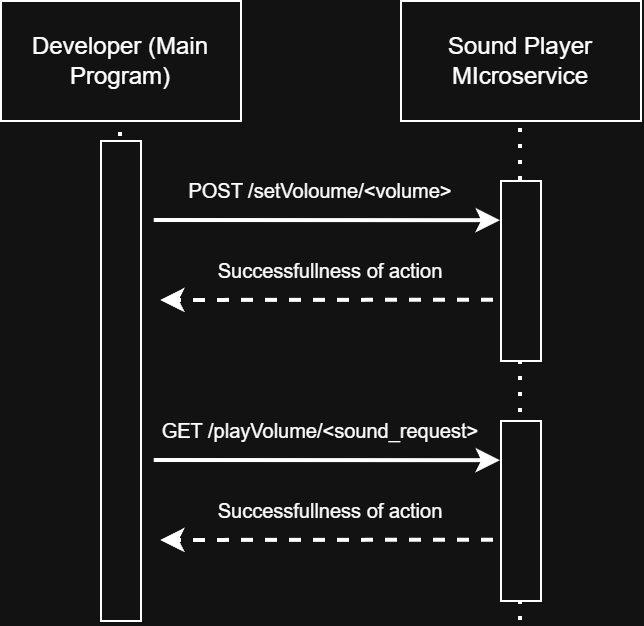 Developer (Main
Program)
Sound Player
MIcroservice
POST /setVoloume/<volume>
Successfullness of action
GET /playVolume/<sound_request>
Successfullness of action